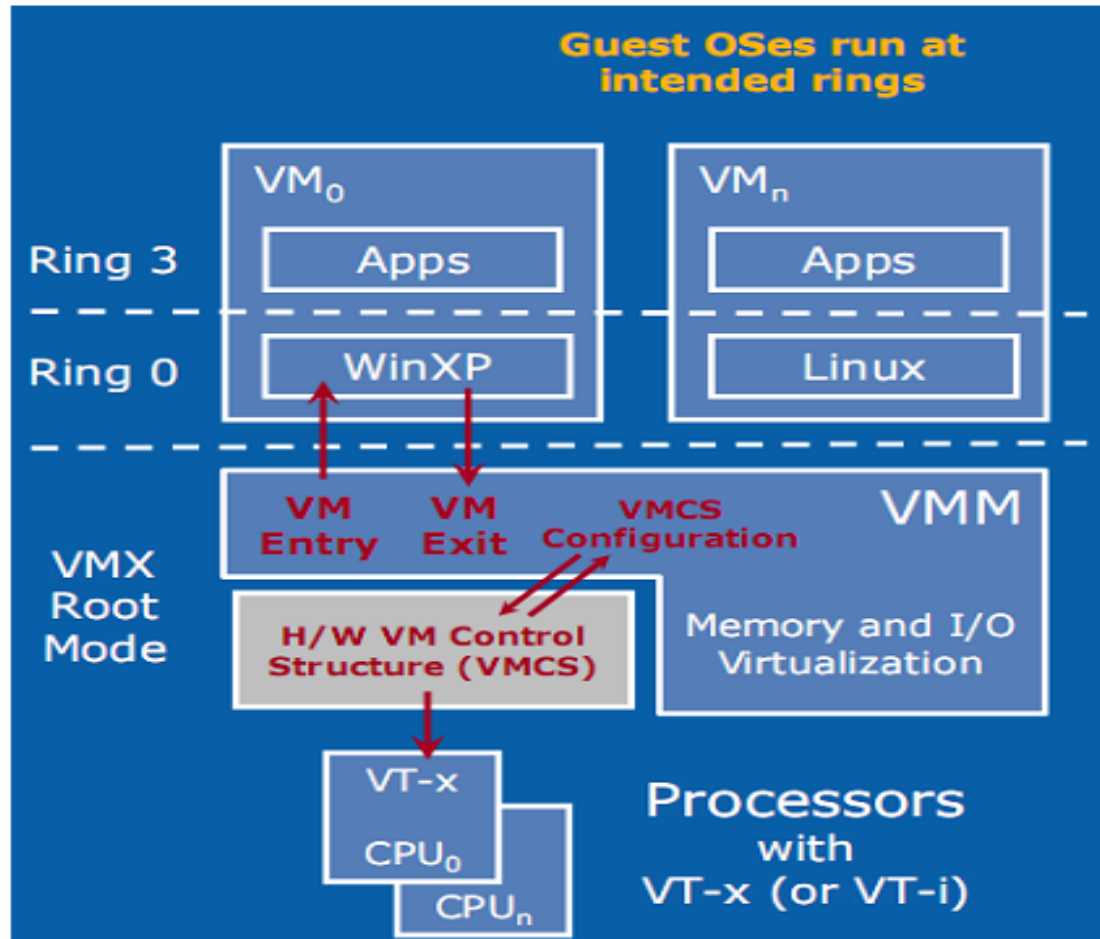 Guest OSes run at
intended rings
VM₀
VMₙ
Ring 3
Apps
Apps
Ring 0
WinXP
Linux
VM
Entry
VM
Exit
VMCS
Configuration
VMM
VMX
Root
Mode
H/W VM Control
Structure (VMCS)
Memory and I/O
Virtualization
VT-x
CPU₀
CPUₙ
Processors
with
VT-x (or VT-i)